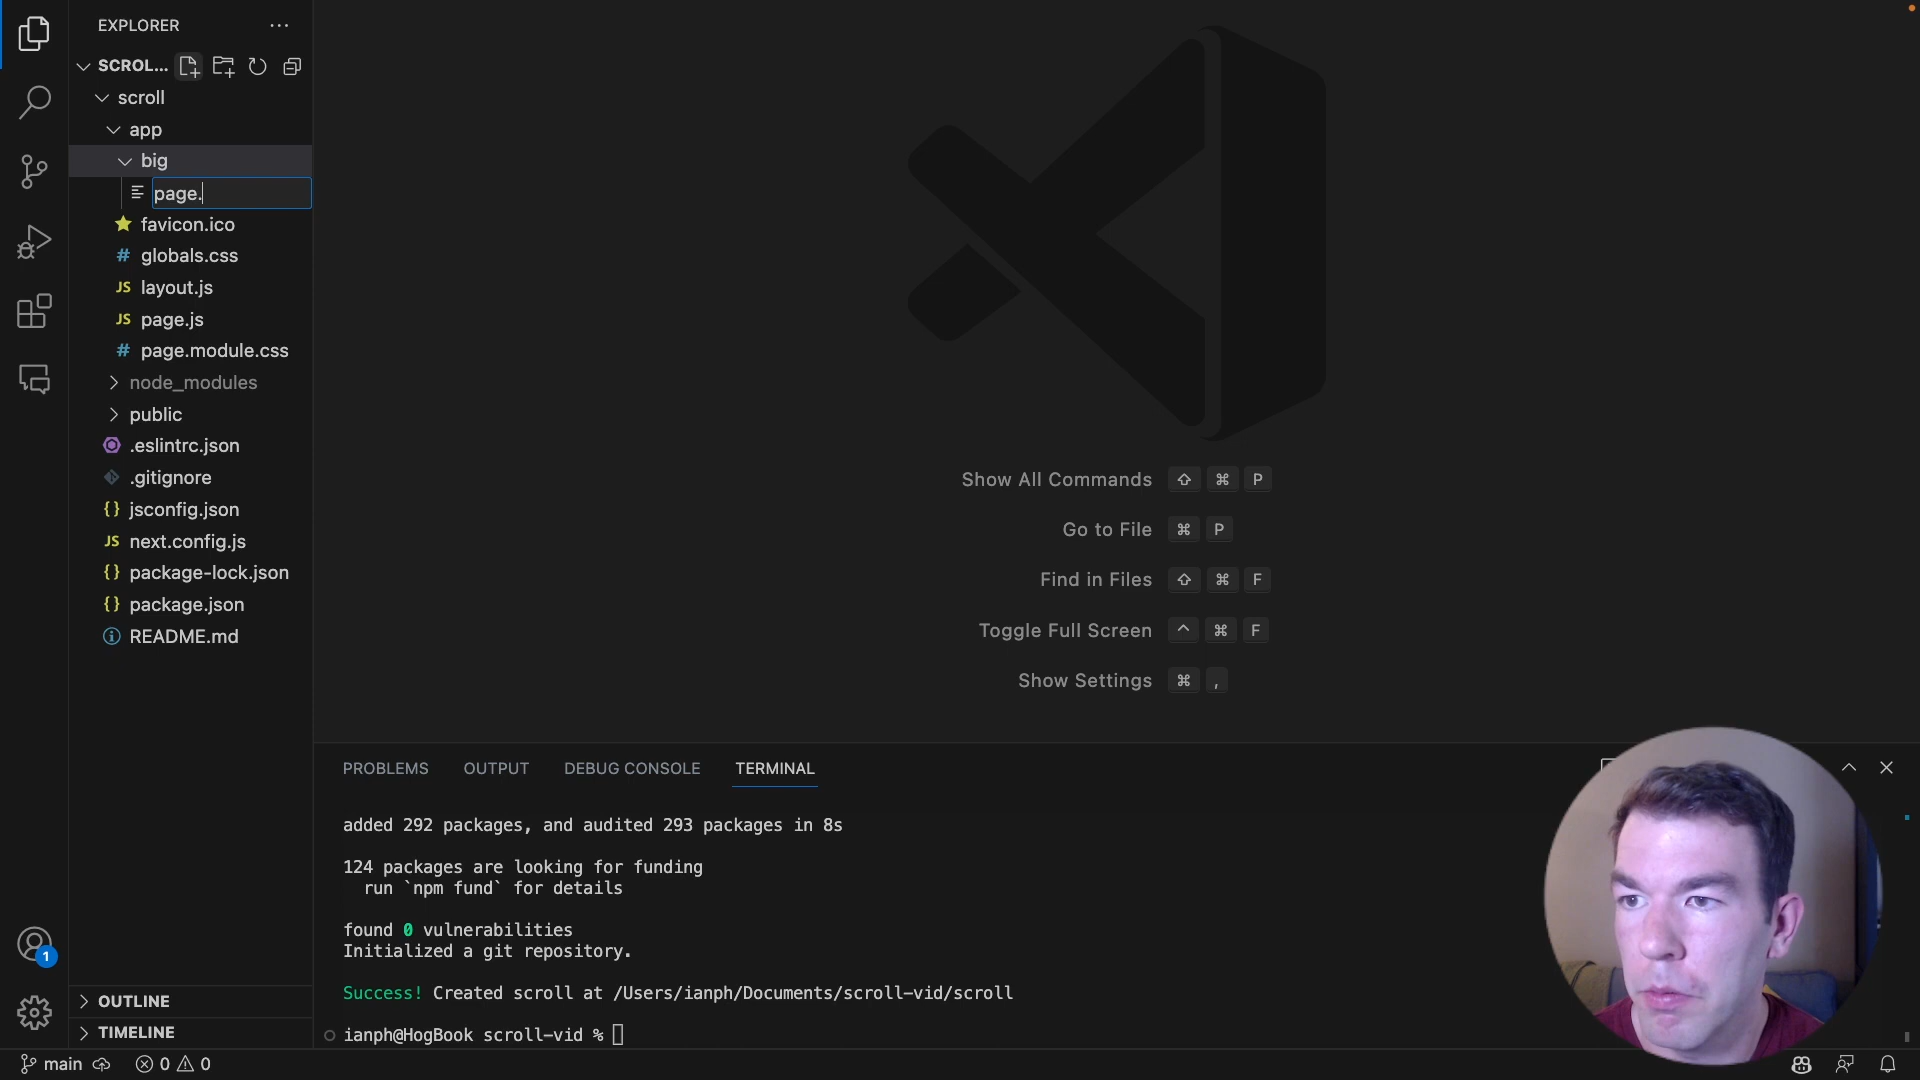 EXPLORER
SCROL...
scroll
app
big
page.
favicon.ico
# globals.css
JS layout.js
JS page.js
# page.module.css
node_modules
public
.eslintrc.json
.gitignore
{} jsconfig.json
JS next.config.js
{} package-lock.json
{} package.json
README.md
Show All Commands ⇧ ⌘ P
Go to File ⌘ P
Find in Files ⇧ ⌘ F
Toggle Full Screen ^ ⌘ F
Show Settings ⌘ ,
PROBLEMS OUTPUT DEBUG CONSOLE TERMINAL
added 292 packages, and audited 293 packages in 8s
124 packages are looking for funding
run `npm fund` for details
found 0 vulnerabilities
Initialized a git repository.
Success! Created scroll at /Users/ianph/Documents/scroll-vid/scroll
ianph@HogBook scroll-vid %
1
OUTLINE
TIMELINE
main 0 0